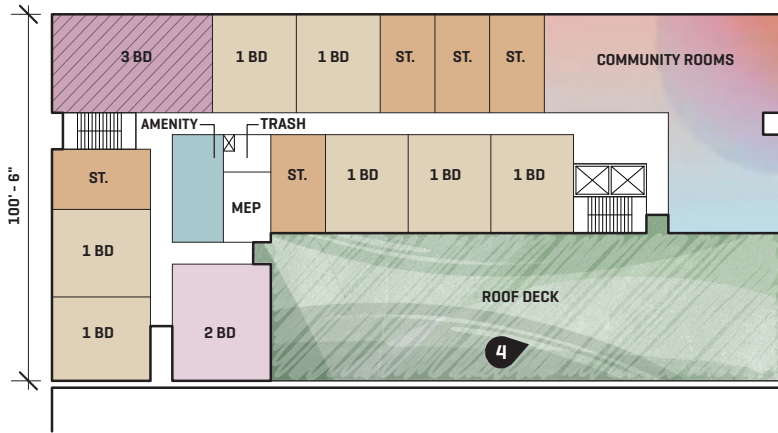 3 BD
1 BD
1 BD
ST.
ST.
ST.
COMMUNITY ROOMS
AMENITY
TRASH
ST.
ST.
1 BD
1 BD
1 BD
MEP
100' - 6"
1 BD
ROOF DECK
1 BD
2 BD
4